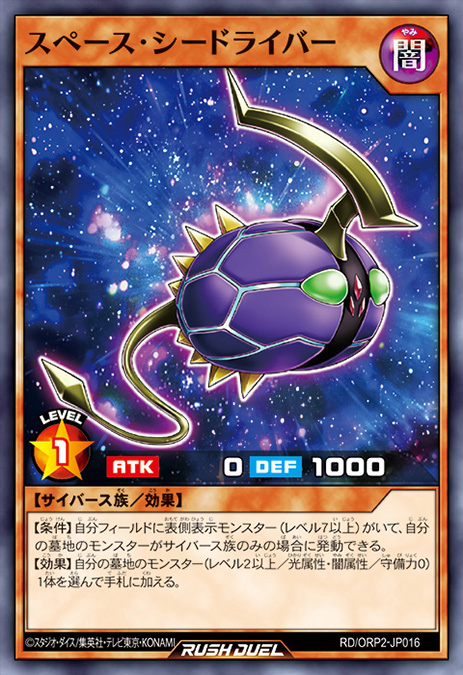 スペース・シードライバー
やみ
闇
LEVEL
1
ATK 0 DEF 1000
【サイバース族/効果】
【条件】自分フィールドに表側表示モンスター(レベル7以上)がいて、自分
の墓地のモンスターがサイバース族のみの場合に発動できる。
【効果】自分の墓地のモンスター(レベル2以上/光属性・闇属性/守備力0)
1体を選んで手札に加える。
©スタジオ・ダイス/集英社・テレビ東京・KONAMI
RUSH DUEL
RD/ORP2-JP016